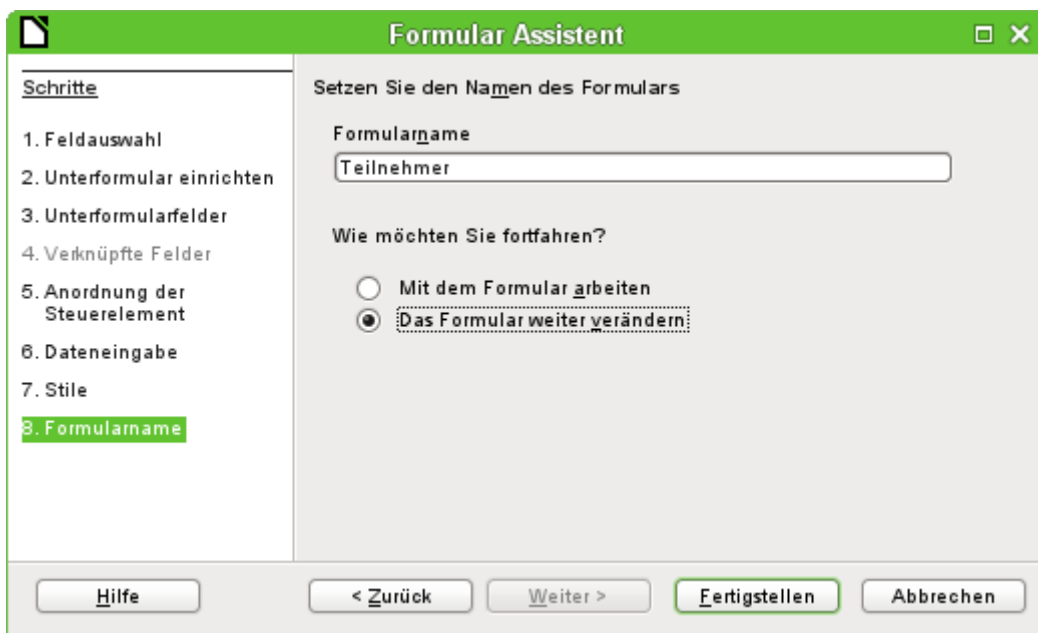 Formular Assistent
Schritte
1. Feldauswahl
2. Unterformular einrichten
3. Unterformularfelder
4. Verknüpfte Felder
5. Anordnung der
Steuerelement
6. Dateneingabe
7. Stile
8. Formularname
Setzen Sie den Namen des Formulars
Formularname
Teilnehmer
Wie möchten Sie fortfahren?
Mit dem Formular arbeiten
Das Formular weiter verändern
Hilfe
< Zurück
Weiter >
Fertigstellen
Abbrechen